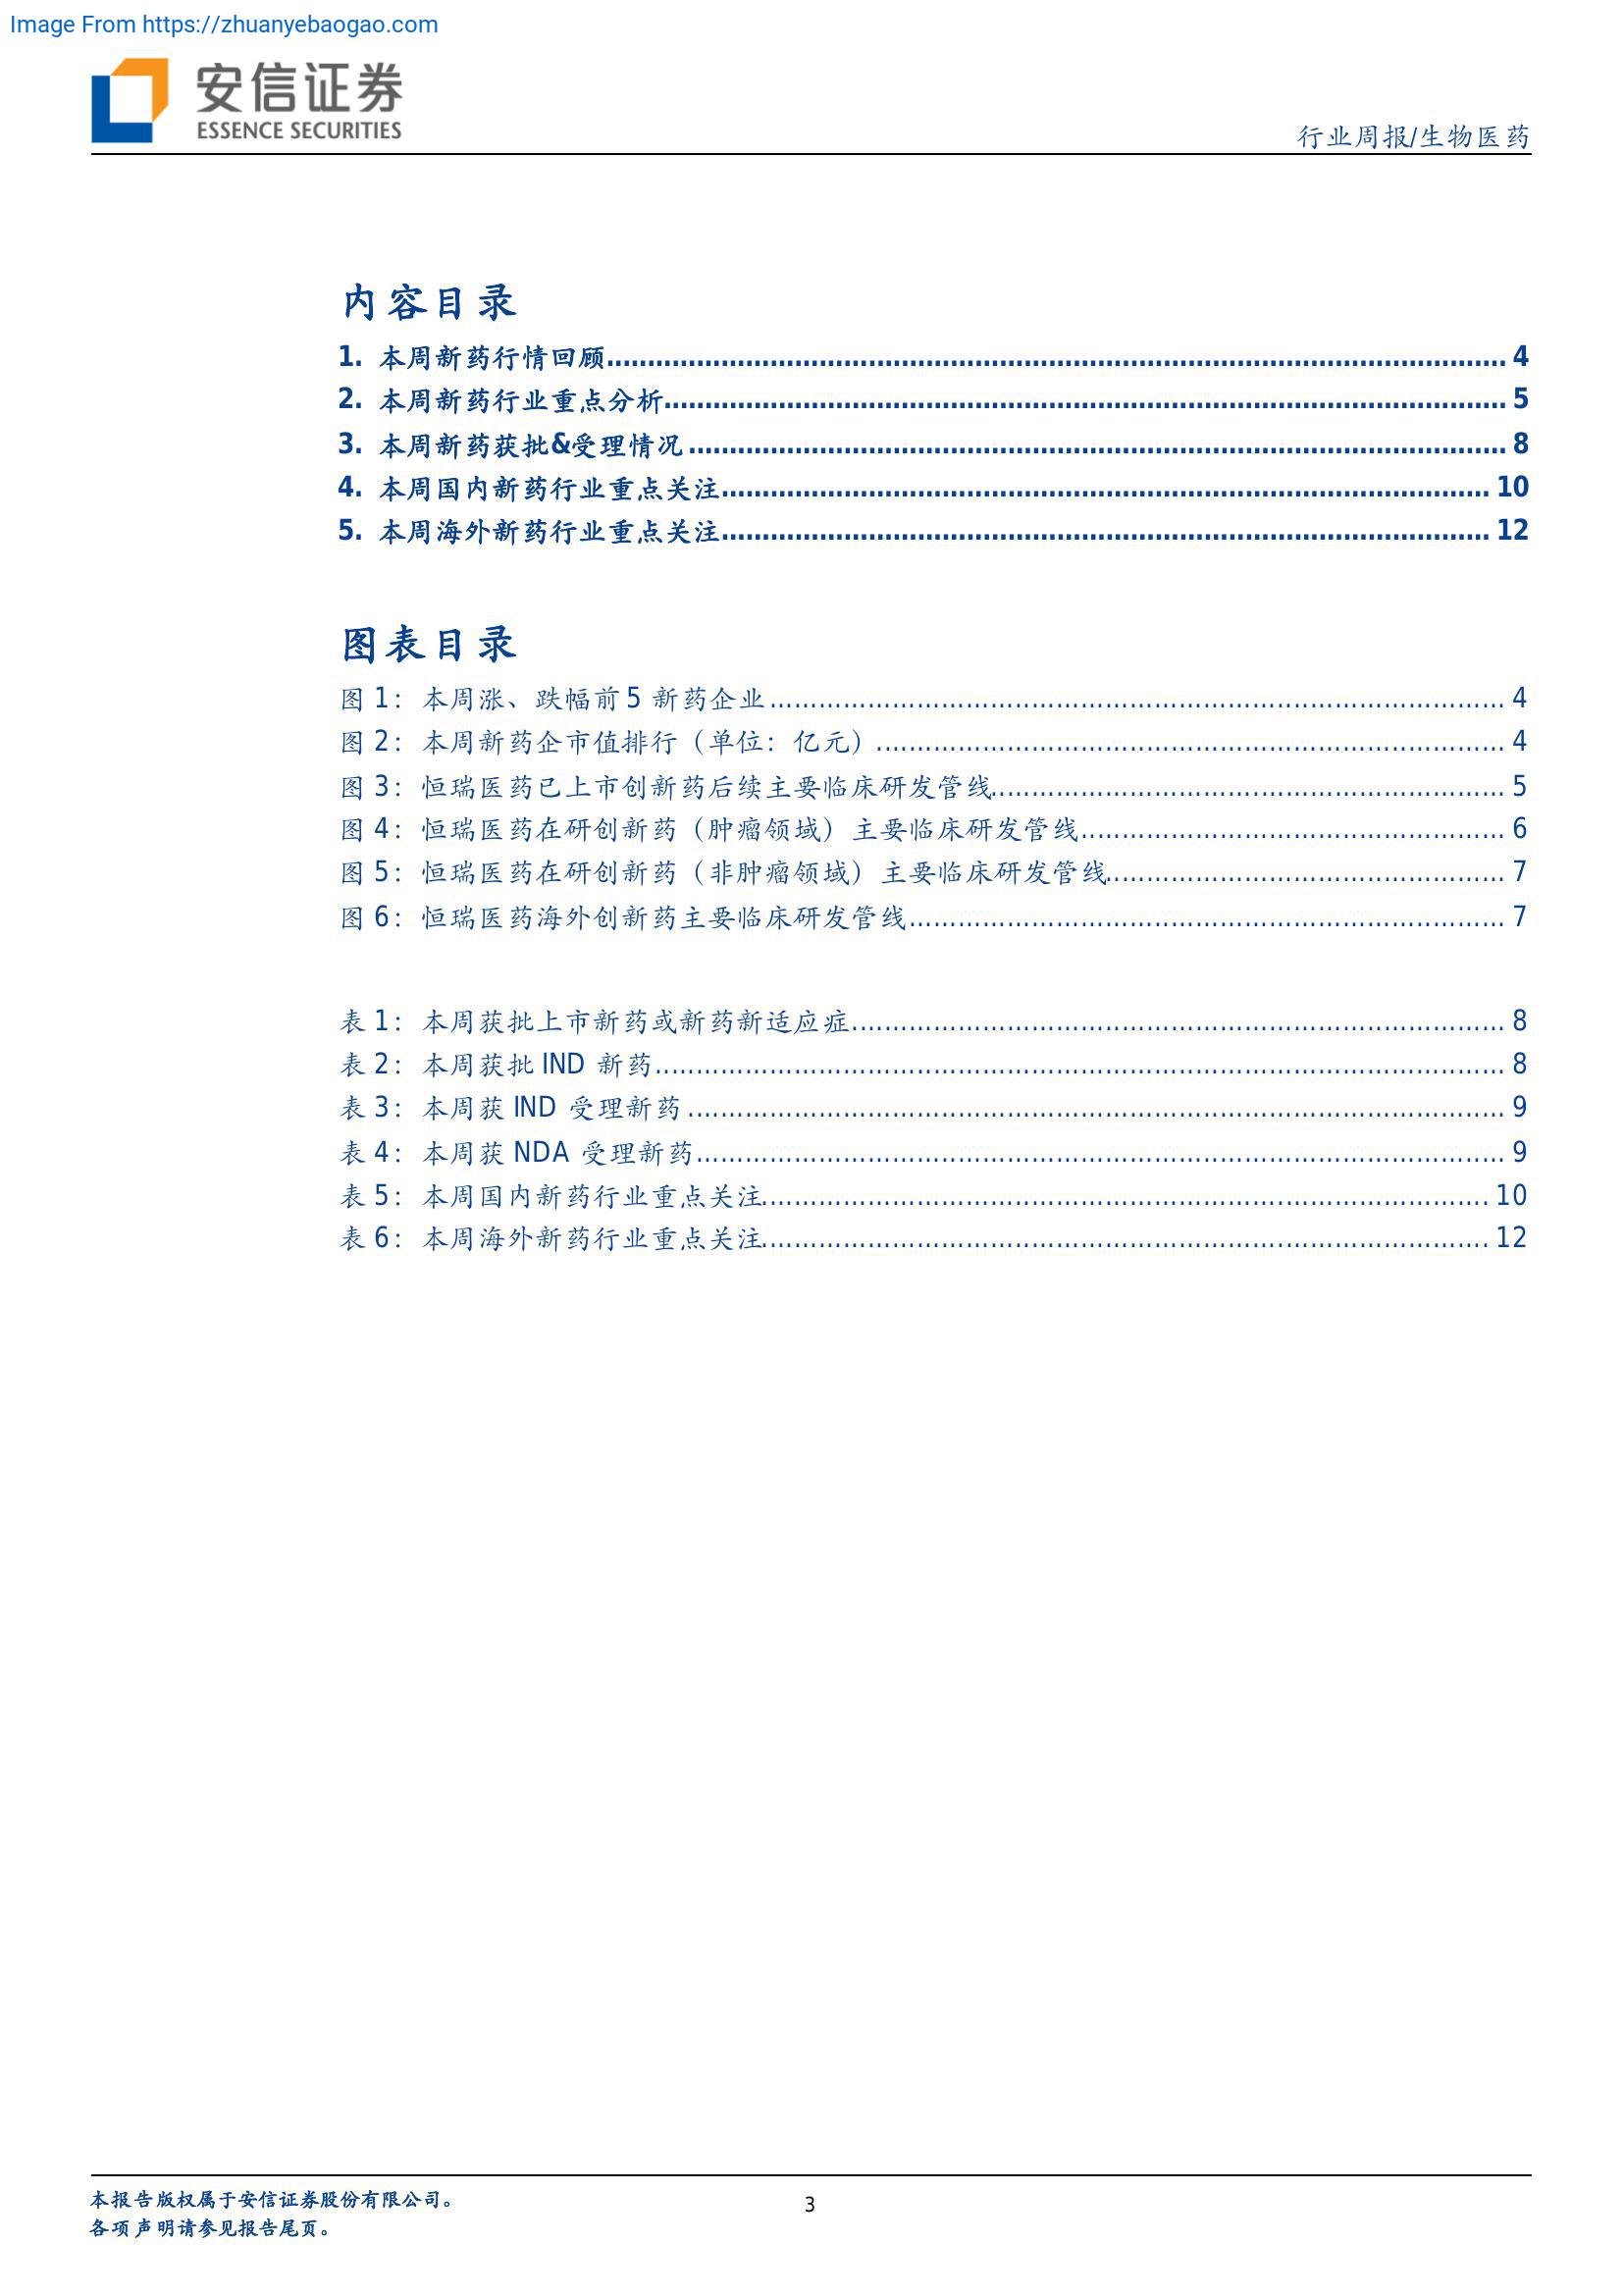 Image From https://zhuanyebaogao.com
安信证券
ESSENCE SECURITIES
行业周报/生物医药
内容目录
1. 本周新药行情回顾 4
2. 本周新药行业重点分析 5
3. 本周新药获批&受理情况 8
4. 本周国内新药行业重点关注 10
5. 本周海外新药行业重点关注 12
图表目录
图 1：本周涨、跌幅前 5 新药企业 4
图 2：本周新药企市值排行（单位：亿元） 4
图 3：恒瑞医药已上市创新药后续主要临床研发管线 5
图 4：恒瑞医药在研创新药（肿瘤领域）主要临床研发管线 6
图 5：恒瑞医药在研创新药（非肿瘤领域）主要临床研发管线 7
图 6：恒瑞医药海外创新药主要临床研发管线 7
表 1：本周获批上市新药或新药新适应症 8
表 2：本周获批 IND 新药 8
表 3：本周获 IND 受理新药 9
表 4：本周获 NDA 受理新药 9
表 5：本周国内新药行业重点关注 10
表 6：本周海外新药行业重点关注 12
本报告版权属于安信证券股份有限公司。
各项声明请参见报告尾页。
3